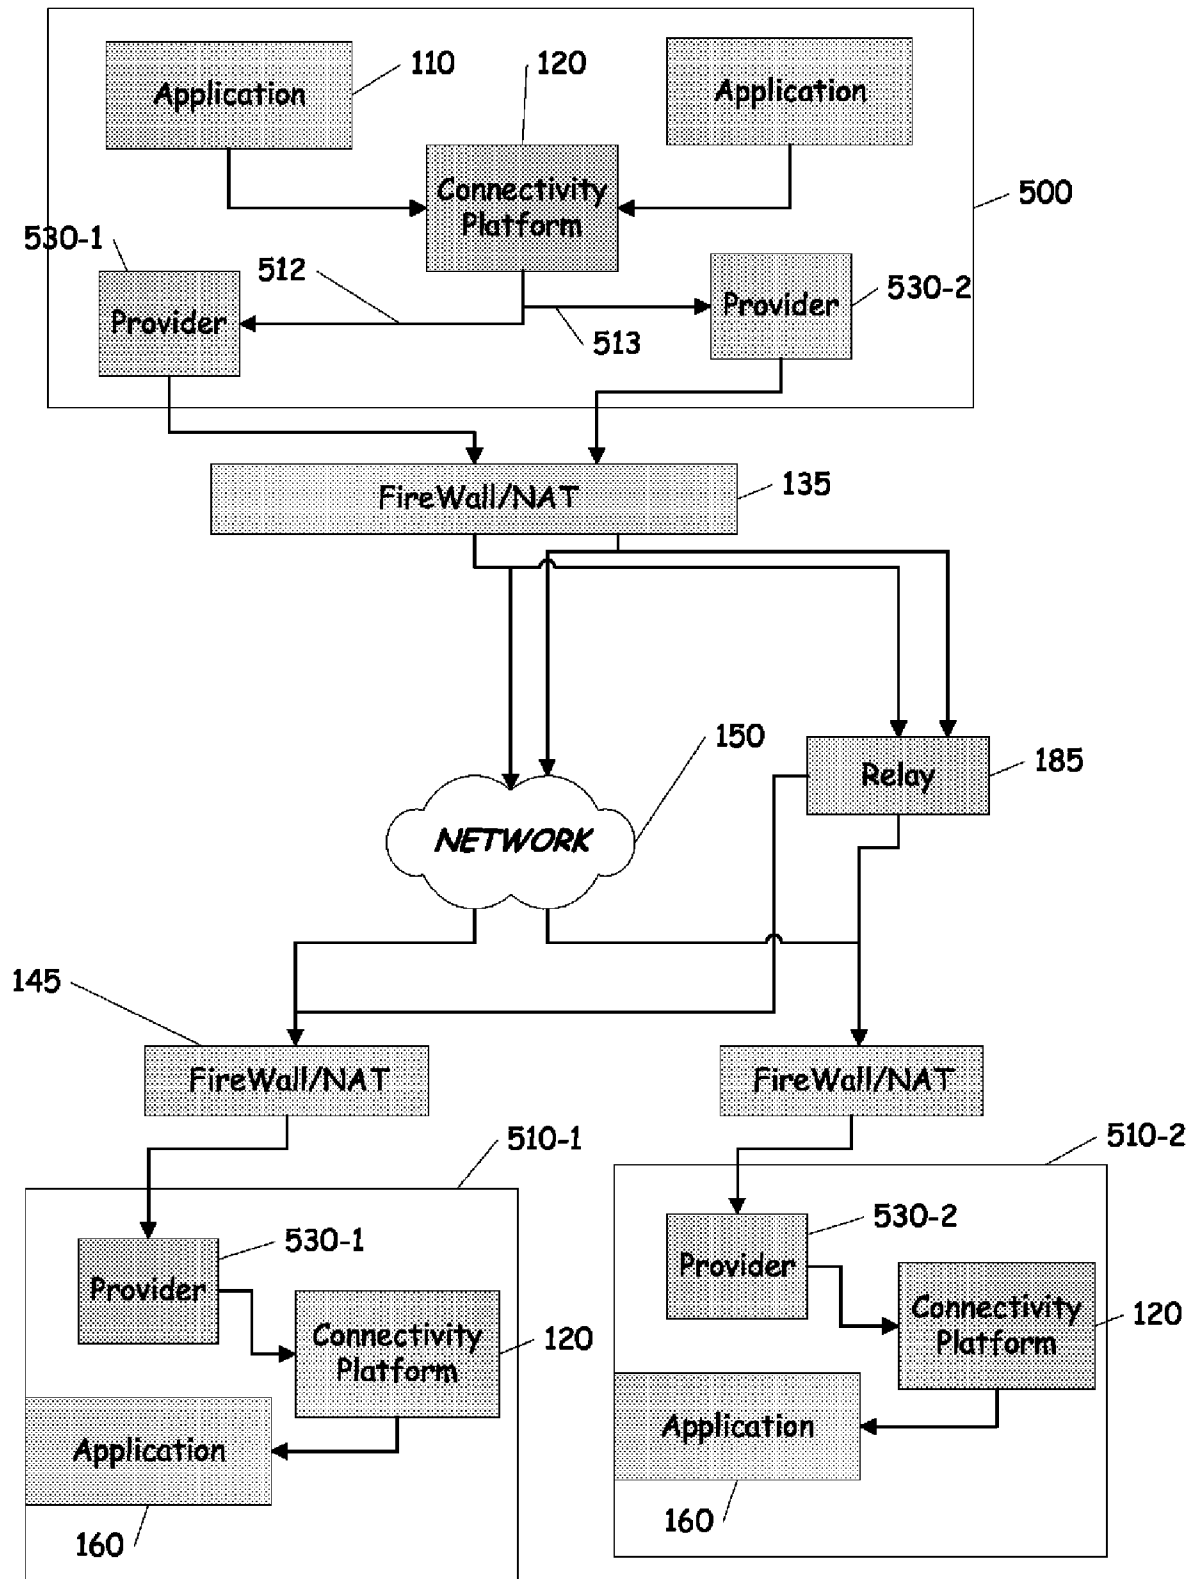 Application
110
120
Application
Connectivity
Platform
500
530-1
512
530-2
Provider
Provider
513
FireWall/NAT
135
150
Relay
185
NETWORK
145
FireWall/NAT
FireWall/NAT
510-1
510-2
530-1
530-2
Provider
Provider
Connectivity
Platform
120
Connectivity
Platform
120
Application
Application
160
160